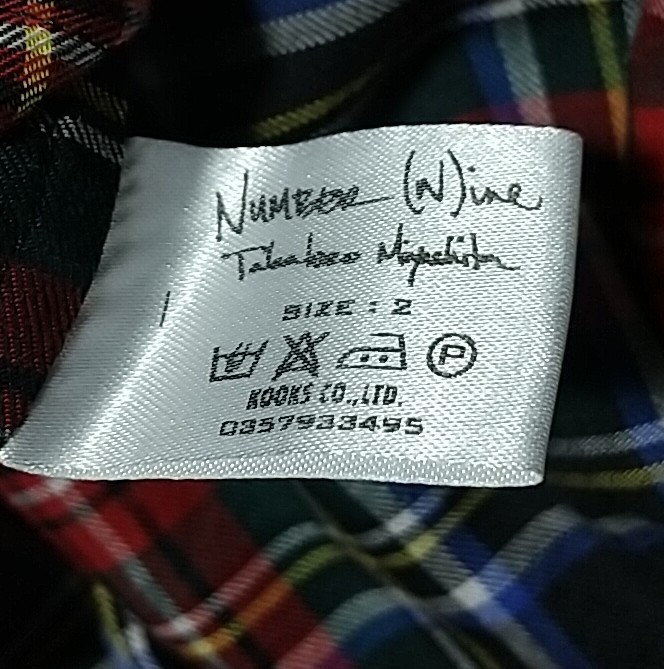 NUMBER (N)ine
Takahiro Miyashita
SIZE : 2
P
KOOKS CO.,LTD.
0357933495